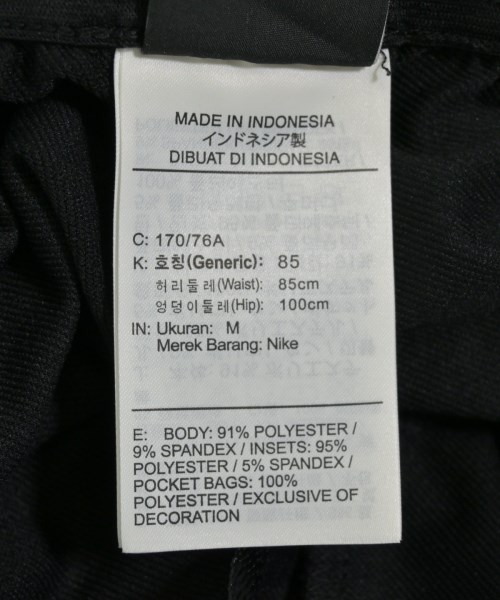 MADE IN INDONESIA
インドネシア製
DIBUAT DI INDONESIA
C: 170/76A
K: 호칭(Generic): 85
허리둘레(Waist): 85cm
엉덩이둘레(Hip): 100cm
IN: Ukuran: M
Merek Barang: Nike
E: BODY: 91% POLYESTER /
9% SPANDEX / INSETS: 95%
POLYESTER / 5% SPANDEX /
POCKET BAGS: 100%
POLYESTER / EXCLUSIVE OF
DECORATION